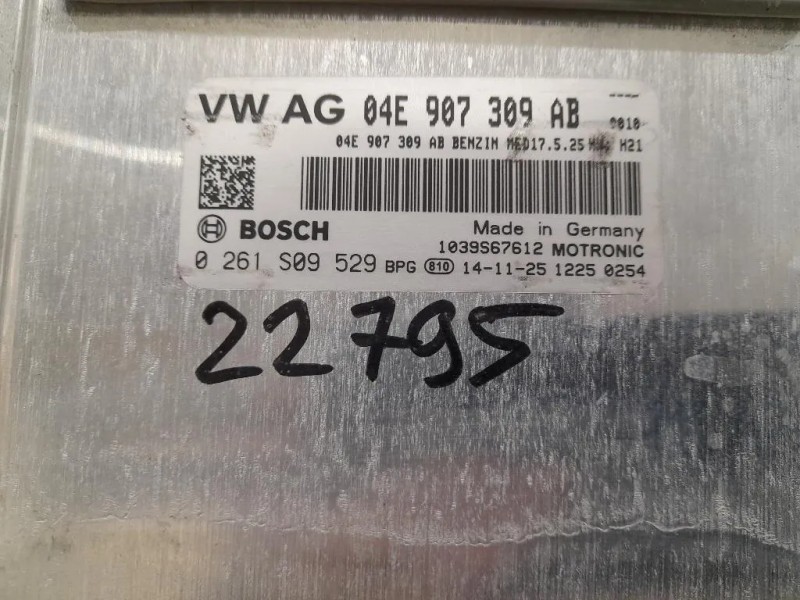 VW AG 04E 907 309 AB
04E 907 309 AB BENZIN MED17.5.25 H21
BOSCH Made in Germany
1039S67612 MOTRONIC
0 261 S09 529 BPG 810 14-11-25 1225 0254
22795